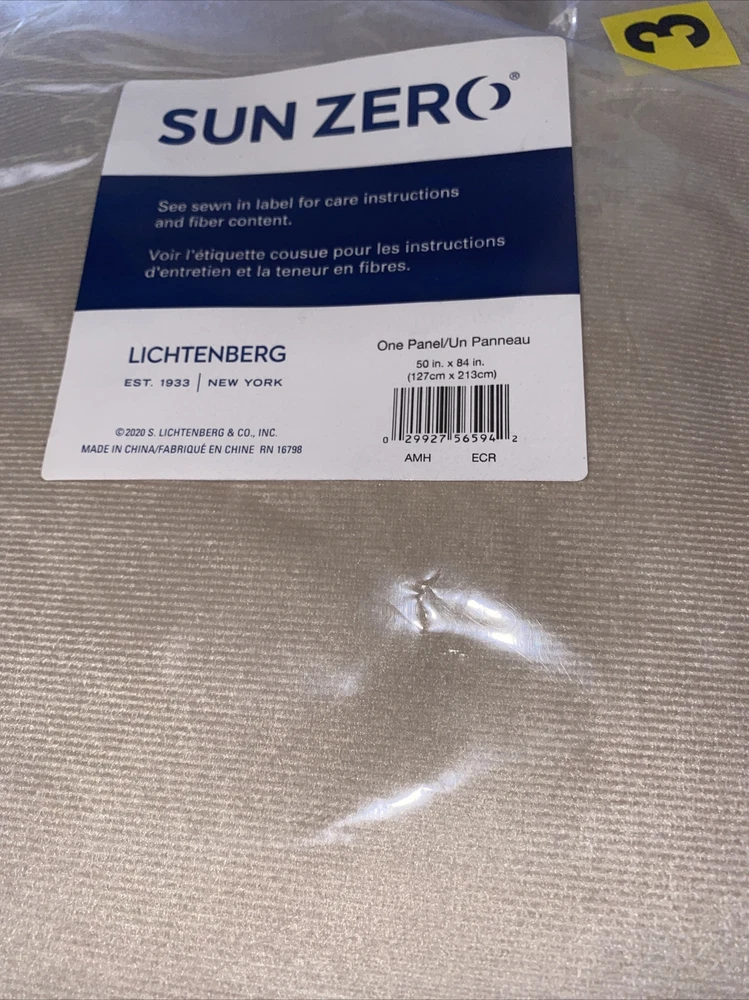 3
SUN ZERO®
See sewn in label for care instructions
and fiber content.
Voir l'étiquette cousue pour les instructions
d'entretien et la teneur en fibres.
LICHTENBERG
EST. 1933 | NEW YORK
©2020 S. LICHTENBERG & CO., INC.
MADE IN CHINA/FABRIQUÉ EN CHINE RN 16798
One Panel/Un Panneau
50 in. x 84 in.
(127cm x 213cm)
0 29927 56594 2
AMH ECR